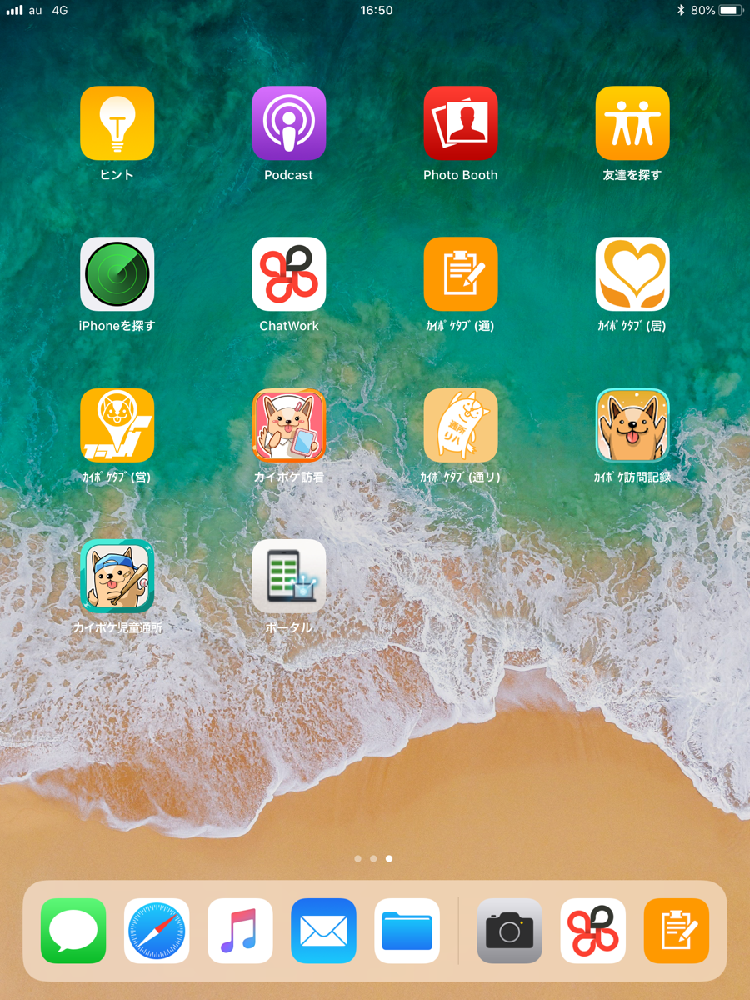 au 4G
16:50
80%
ヒント
Podcast
Photo Booth
友達を探す
iPhoneを探す
ChatWork
ｶｲﾎﾟｹﾀﾌﾞ(通)
ｶｲﾎﾟｹﾀﾌﾞ(居)
通所
リハ
ｶｲﾎﾟｹﾀﾌﾞ(営)
カイポケ訪看
ｶｲﾎﾟｹﾀﾌﾞ(通リ)
ｶｲﾎﾟｹ訪問記録
カイポケ児童通所
ポータル